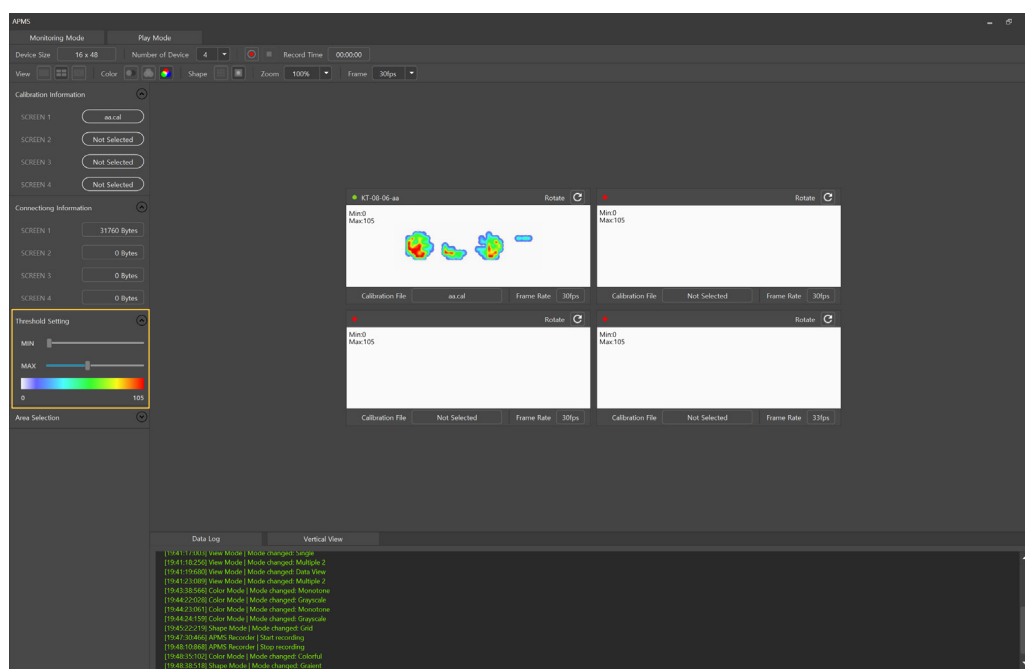 APMS
Monitoring Mode Play Mode
Device Size 16 x 48 Number of Device 4 Record Time 00:00:00
View Color Shape Zoom 100% Frame 30fps
Calibration Information
SCREEN 1 aa.cal
SCREEN 2 Not Selected
SCREEN 3 Not Selected
SCREEN 4 Not Selected
Connectiong Information
SCREEN 1 31760 Bytes
SCREEN 2 0 Bytes
SCREEN 3 0 Bytes
SCREEN 4 0 Bytes
Threshold Setting
MIN
MAX
0 105
Area Selection
KT-08-06-aa Rotate
Min:0
Max:105
Calibration File aa.cal Frame Rate 30fps
Rotate
Min:0
Max:105
Calibration File Not Selected Frame Rate 30fps
Rotate
Min:0
Max:105
Calibration File Not Selected Frame Rate 30fps
Rotate
Min:0
Max:105
Calibration File Not Selected Frame Rate 33fps
Data Log Vertical View
[19:41:17:003] View Mode | Mode changed: Single
[19:41:18:256] View Mode | Mode changed: Multiple 2
[19:41:19:680] View Mode | Mode changed: Data View
[19:41:23:089] View Mode | Mode changed: Multiple 2
[19:43:38:566] Color Mode | Mode changed: Monotone
[19:44:22:028] Color Mode | Mode changed: Grayscale
[19:44:23:061] Color Mode | Mode changed: Monotone
[19:44:24:159] Color Mode | Mode changed: Grayscale
[19:45:22:219] Shape Mode | Mode changed: Grid
[19:47:30:466] APMS Recorder | Start recording
[19:48:10:868] APMS Recorder | Stop recording
[19:48:35:102] Color Mode | Mode changed: Colorful
[19:48:38:518] Shape Mode | Mode changed: Graient